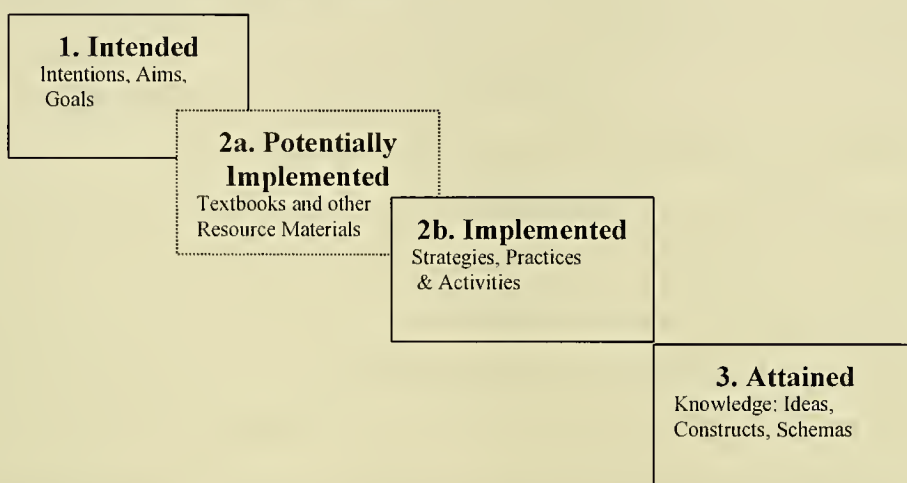 1. Intended
Intentions, Aims,
Goals
2a. Potentially
Implemented
Textbooks and other
Resource Materials
2b. Implemented
Strategies, Practices
& Activities
3. Attained
Knowledge: Ideas,
Constructs, Schemas